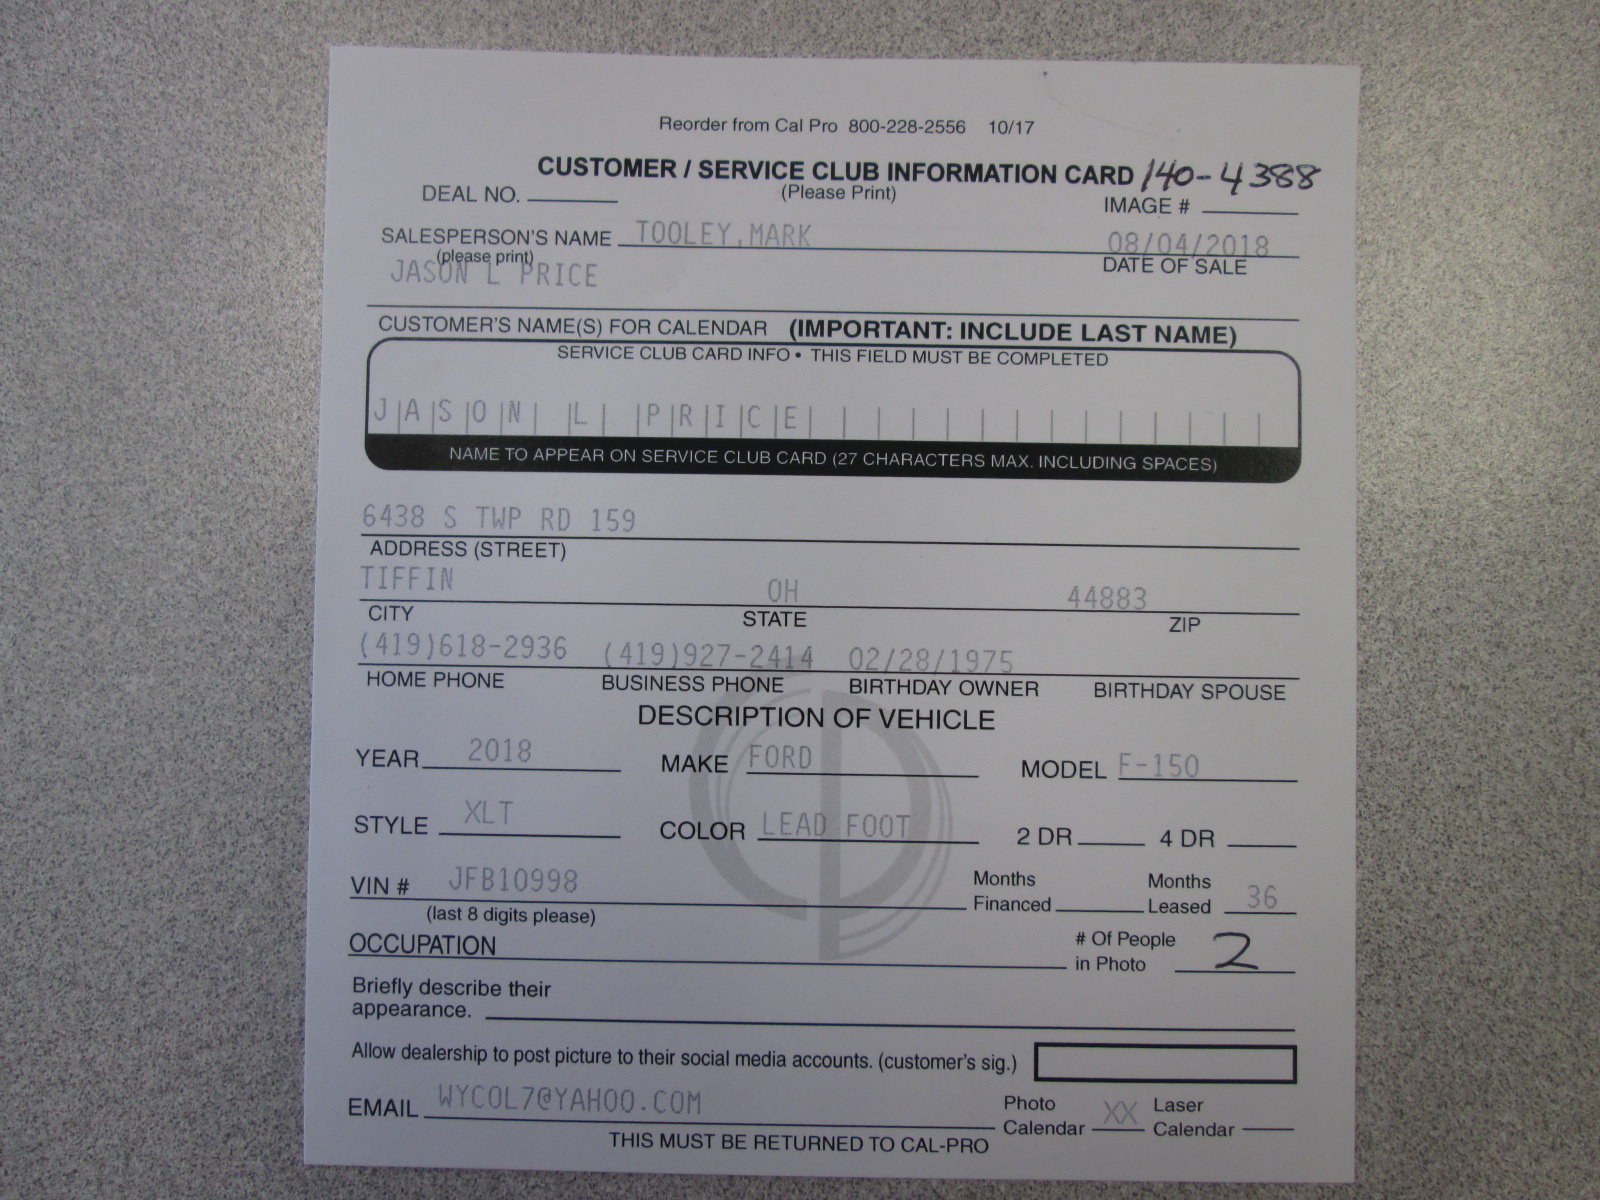 Reorder from Cal Pro 800-228-2556 10/17
CUSTOMER / SERVICE CLUB INFORMATION CARD 140-4388
DEAL NO. (Please Print) IMAGE #
SALESPERSON'S NAME TOOLEY,MARK 08/04/2018
(please print) DATE OF SALE
JASON L PRICE
CUSTOMER'S NAME(S) FOR CALENDAR (IMPORTANT: INCLUDE LAST NAME)
SERVICE CLUB CARD INFO • THIS FIELD MUST BE COMPLETED
JASON L PRICE
NAME TO APPEAR ON SERVICE CLUB CARD (27 CHARACTERS MAX. INCLUDING SPACES)
6438 S TWP RD 159
ADDRESS (STREET)
TIFFIN OH 44883
CITY STATE ZIP
(419)618-2936 (419)927-2414 02/28/1975
HOME PHONE BUSINESS PHONE BIRTHDAY OWNER BIRTHDAY SPOUSE
DESCRIPTION OF VEHICLE
YEAR 2018 MAKE FORD MODEL F-150
STYLE XLT COLOR LEAD FOOT 2 DR 4 DR
VIN # JFB10998 Months Financed Months Leased 36
(last 8 digits please)
OCCUPATION # Of People in Photo 2
Briefly describe their
appearance.
Allow dealership to post picture to their social media accounts. (customer's sig.)
EMAIL WYCOL7@YAHOO.COM Photo Calendar XX Laser Calendar
THIS MUST BE RETURNED TO CAL-PRO